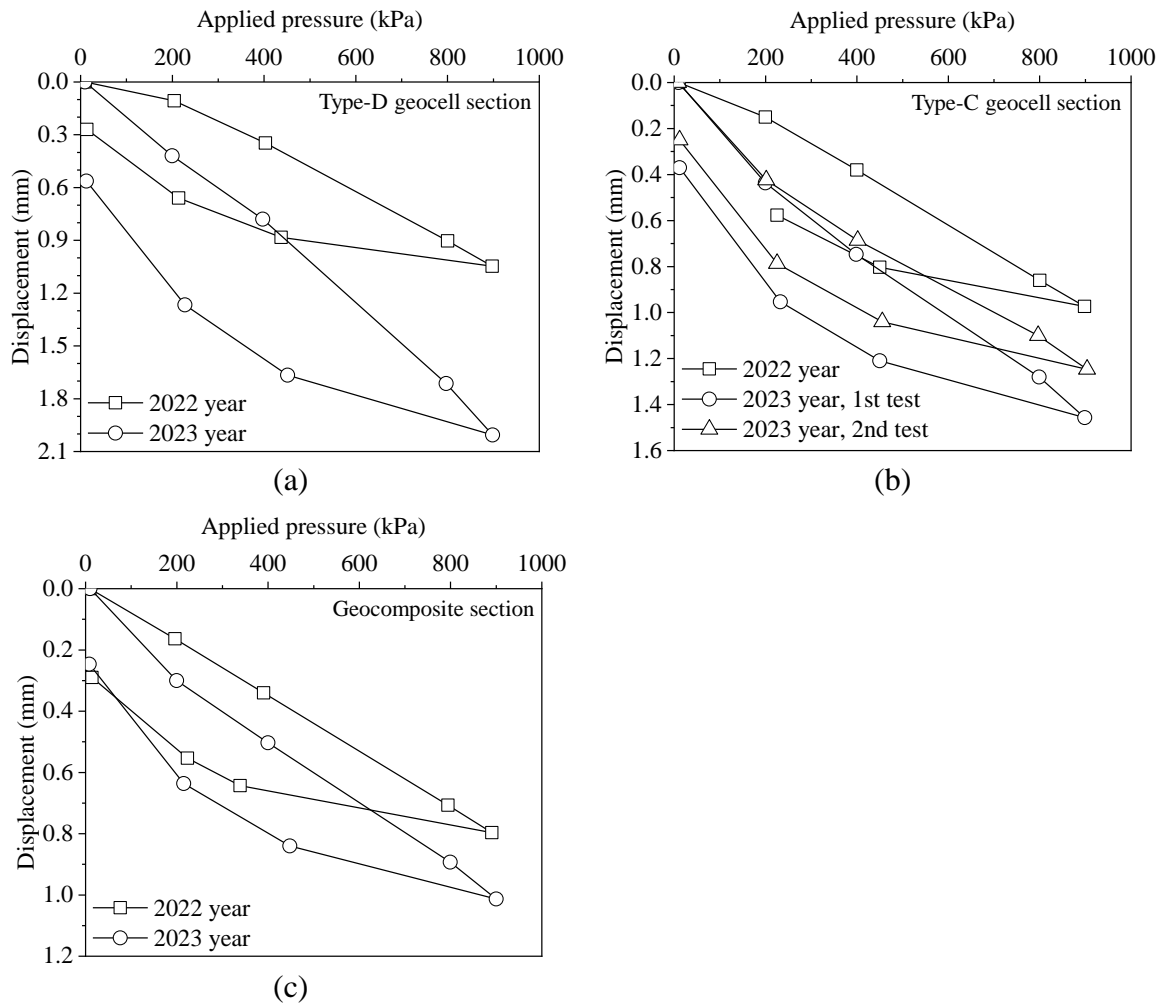 Applied pressure (kPa)
0 200 400 600 800 1000
0.0
0.3
0.6
0.9
1.2
1.5
1.8
2.1
Displacement (mm)
Type-D geocell section
2022 year
2023 year
(a)
Applied pressure (kPa)
0 200 400 600 800 1000
0.0
0.2
0.4
0.6
0.8
1.0
1.2
1.4
1.6
Displacement (mm)
Type-C geocell section
2022 year
2023 year, 1st test
2023 year, 2nd test
(b)
Applied pressure (kPa)
0 200 400 600 800 1000
0.0
0.2
0.4
0.6
0.8
1.0
1.2
Displacement (mm)
Geocomposite section
2022 year
2023 year
(c)